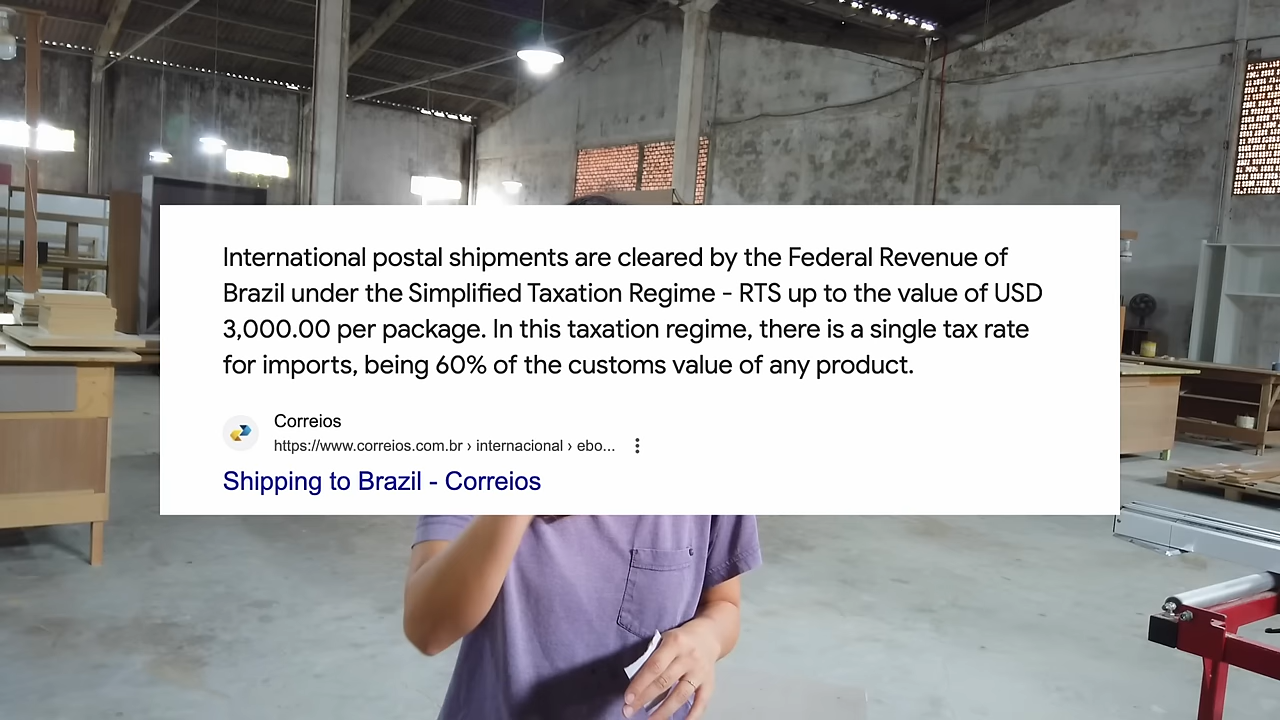 International postal shipments are cleared by the Federal Revenue of
Brazil under the Simplified Taxation Regime - RTS up to the value of USD
3,000.00 per package. In this taxation regime, there is a single tax rate
for imports, being 60% of the customs value of any product.
Correios
https://www.correios.com.br › internacional › ebo...
Shipping to Brazil - Correios